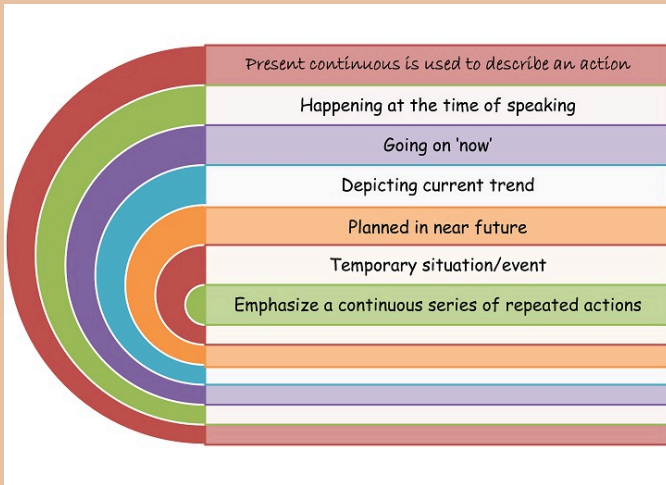 Present continuous is used to describe an action
Happening at the time of speaking
Going on 'now'
Depicting current trend
Planned in near future
Temporary situation/event
Emphasize a continuous series of repeated actions